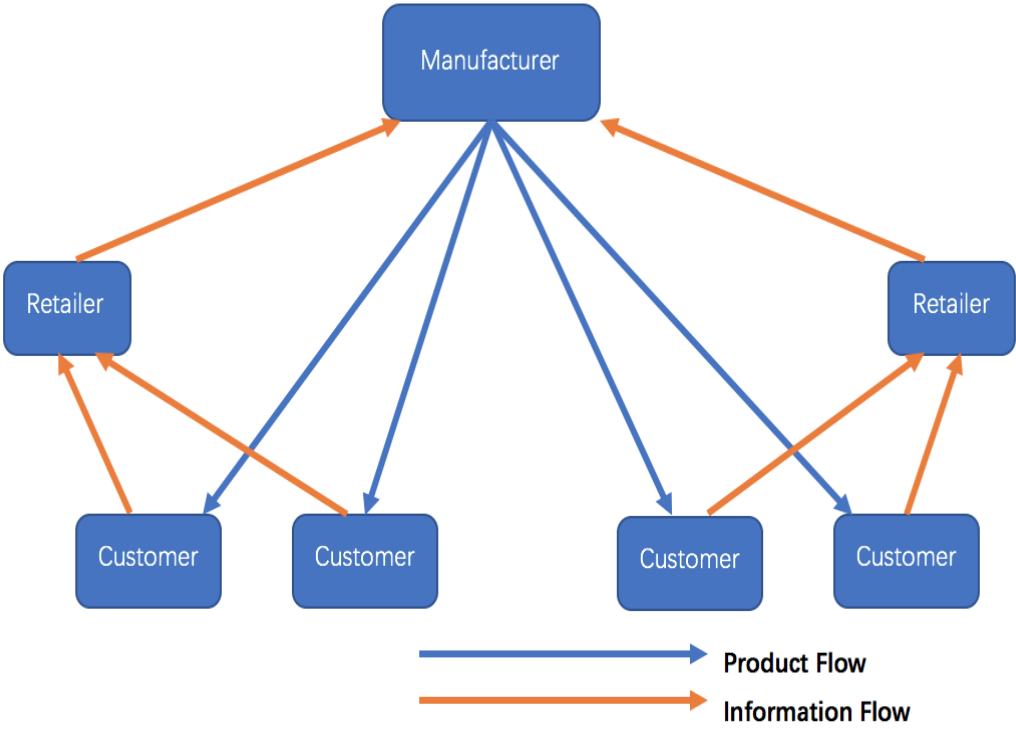 Manufacturer
Retailer
Retailer
Customer
Customer
Customer
Customer
Product Flow
Information Flow